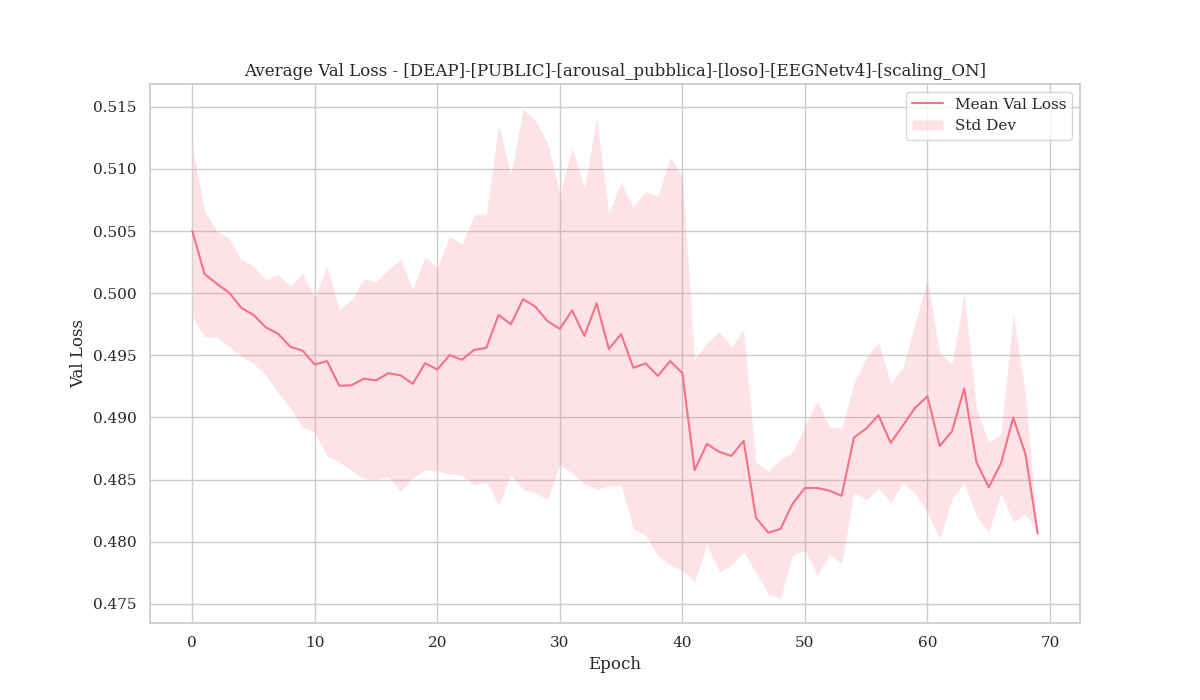 Average Val Loss - [DEAP]-[PUBLIC]-[arousal_pubblica]-[loso]-[EEGNetv4]-[scaling_ON]
Mean Val Loss
Std Dev
0.515
0.510
0.505
0.500
0.495
0.490
0.485
0.480
0.475
Val Loss
0 10 20 30 40 50 60 70
Epoch